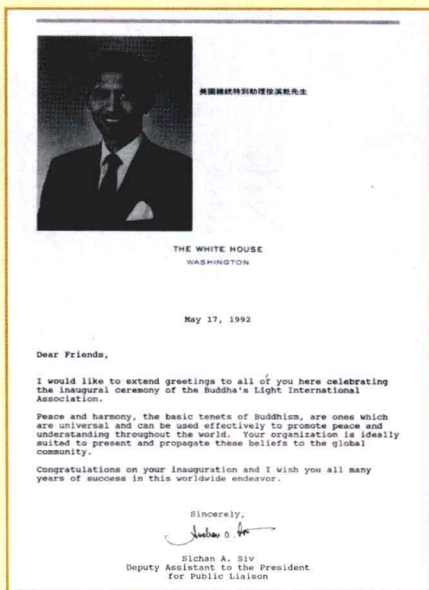 美國總統特別助理徐溪乾先生
THE WHITE HOUSE
WASHINGTON
May 17, 1992
Dear Friends,
I would like to extend greetings to all of you here celebrating
the inaugural ceremony of the Buddha's Light International
Association.
Peace and harmony, the basic tenets of Buddhism, are ones which
are universal and can be used effectively to promote peace and
understanding throughout the world. Your organization is ideally
suited to present and propagate these beliefs to the global
community.
Congratulations on your inauguration and I wish you all many
years of success in this worldwide endeavor.
Sincerely,
Sichan A. Siv
Deputy Assistant to the President
for Public Liaison